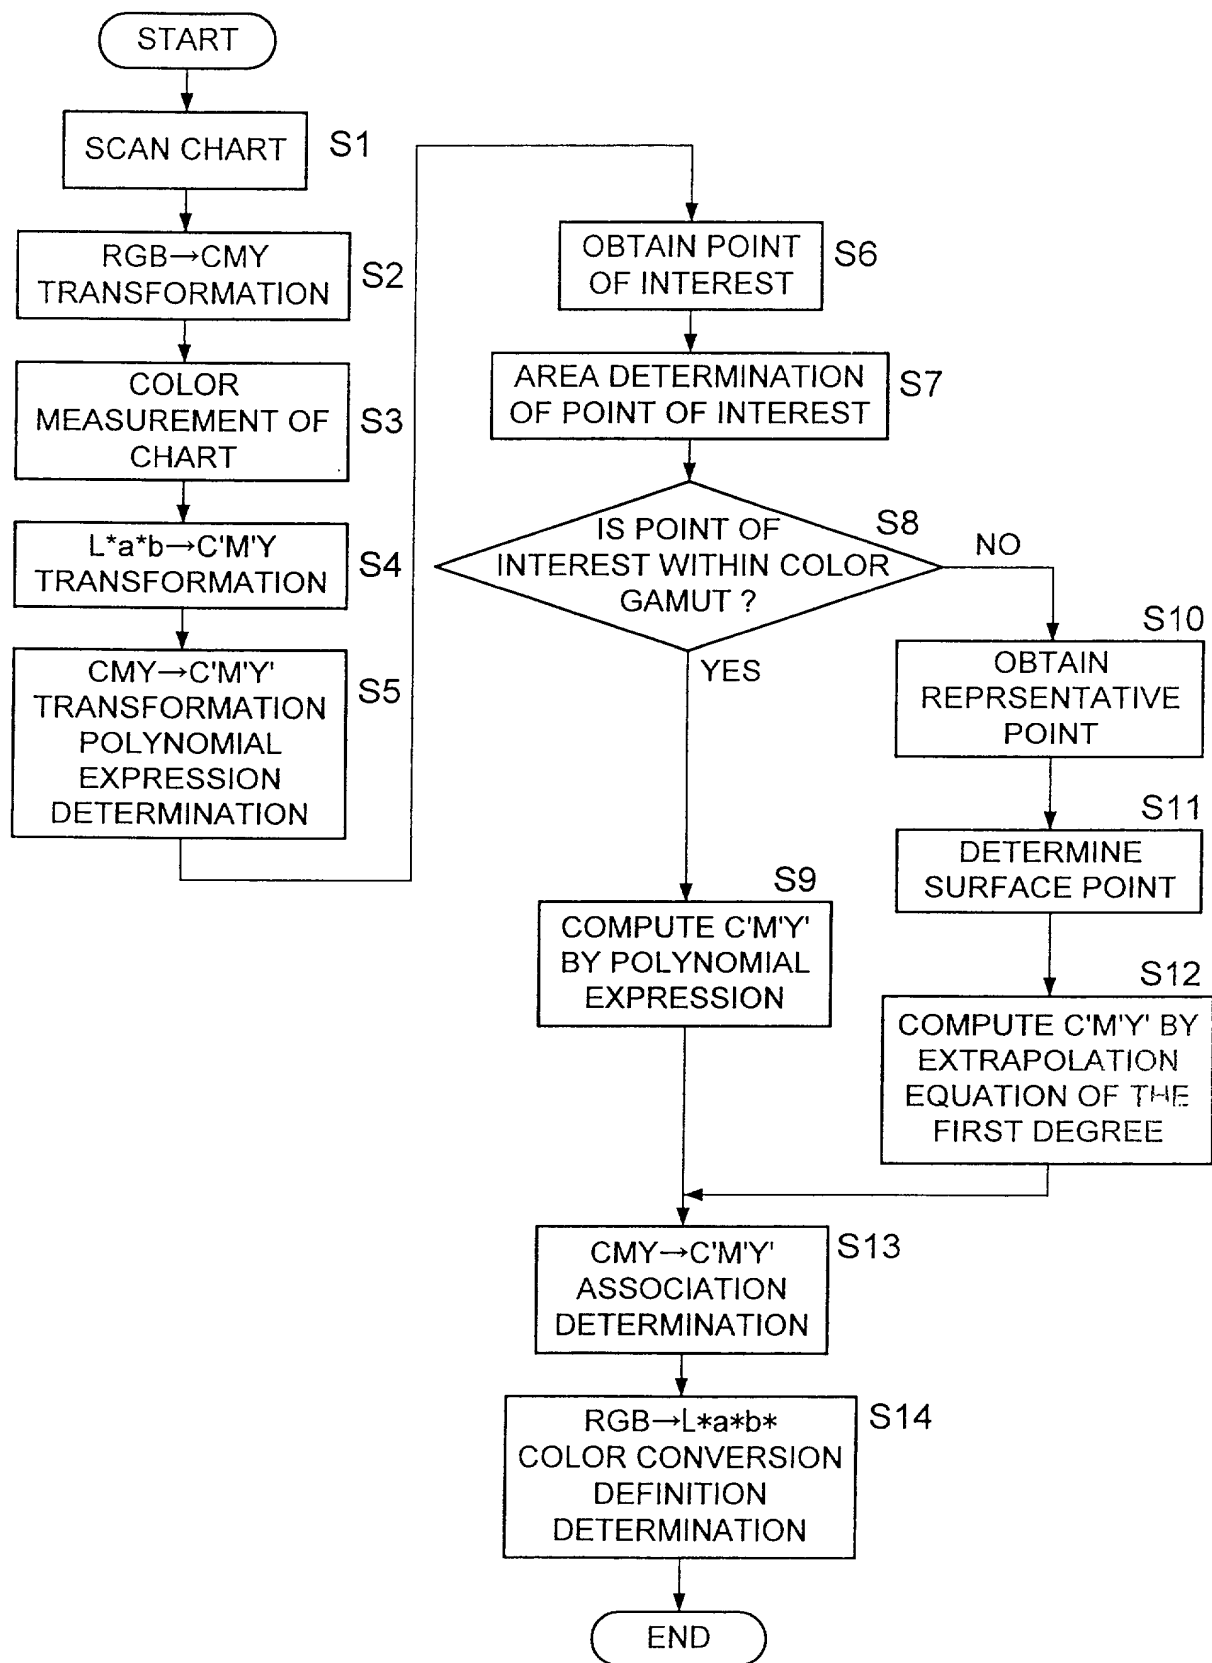 START
SCAN CHART
S1
RGB→CMY
TRANSFORMATION
S2
COLOR
MEASUREMENT OF
CHART
S3
L*a*b→C'M'Y
TRANSFORMATION
S4
CMY→C'M'Y'
TRANSFORMATION
POLYNOMIAL
EXPRESSION
DETERMINATION
S5
OBTAIN POINT
OF INTEREST
S6
AREA DETERMINATION
OF POINT OF INTEREST
S7
IS POINT OF
INTEREST WITHIN COLOR
GAMUT ?
S8
NO
YES
S10
OBTAIN
REPRSENTATIVE
POINT
S11
DETERMINE
SURFACE POINT
S9
COMPUTE C'M'Y'
BY POLYNOMIAL
EXPRESSION
S12
COMPUTE C'M'Y' BY
EXTRAPOLATION
EQUATION OF THE
FIRST DEGREE
CMY→C'M'Y'
ASSOCIATION
DETERMINATION
S13
RGB→L*a*b*
COLOR CONVERSION
DEFINITION
DETERMINATION
S14
END